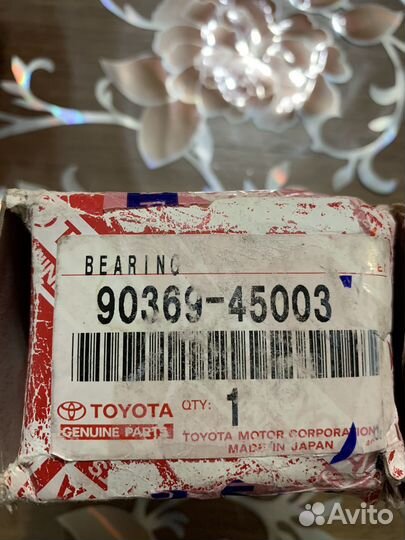 BEARING
90369-45003
TOYOTA QTY: 1
GENUINE PARTS
TOYOTA MOTOR CORPORATION
MADE IN JAPAN
Avito